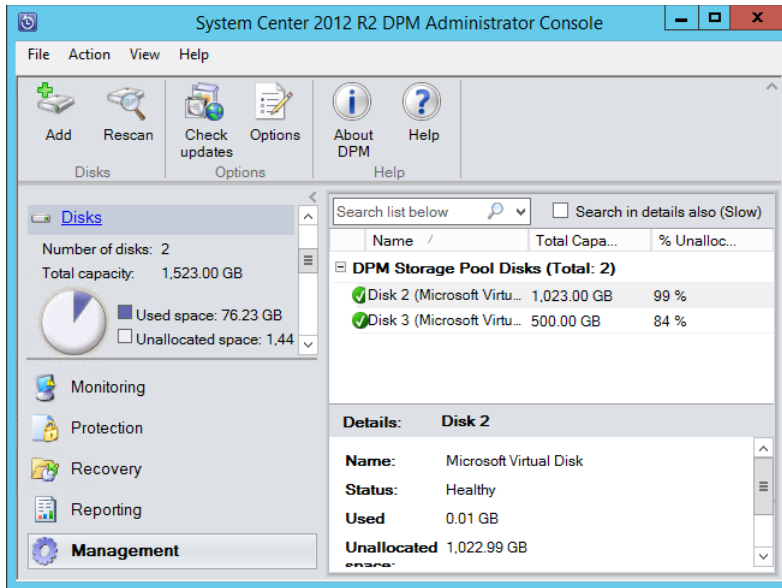 System Center 2012 R2 DPM Administrator Console
File Action View Help
Add Rescan Check updates Options About DPM Help
Disks Options Help
Disks
Number of disks: 2
Total capacity: 1,523.00 GB
Used space: 76.23 GB
Unallocated space: 1,44
Monitoring
Protection
Recovery
Reporting
Management
Search list below Search in details also (Slow)
Name / Total Capa... % Unalloc...
DPM Storage Pool Disks (Total: 2)
Disk 2 (Microsoft Virtu... 1,023.00 GB 99 %
Disk 3 (Microsoft Virtu... 500.00 GB 84 %
Details: Disk 2
Name: Microsoft Virtual Disk
Status: Healthy
Used 0.01 GB
Unallocated space: 1,022.99 GB